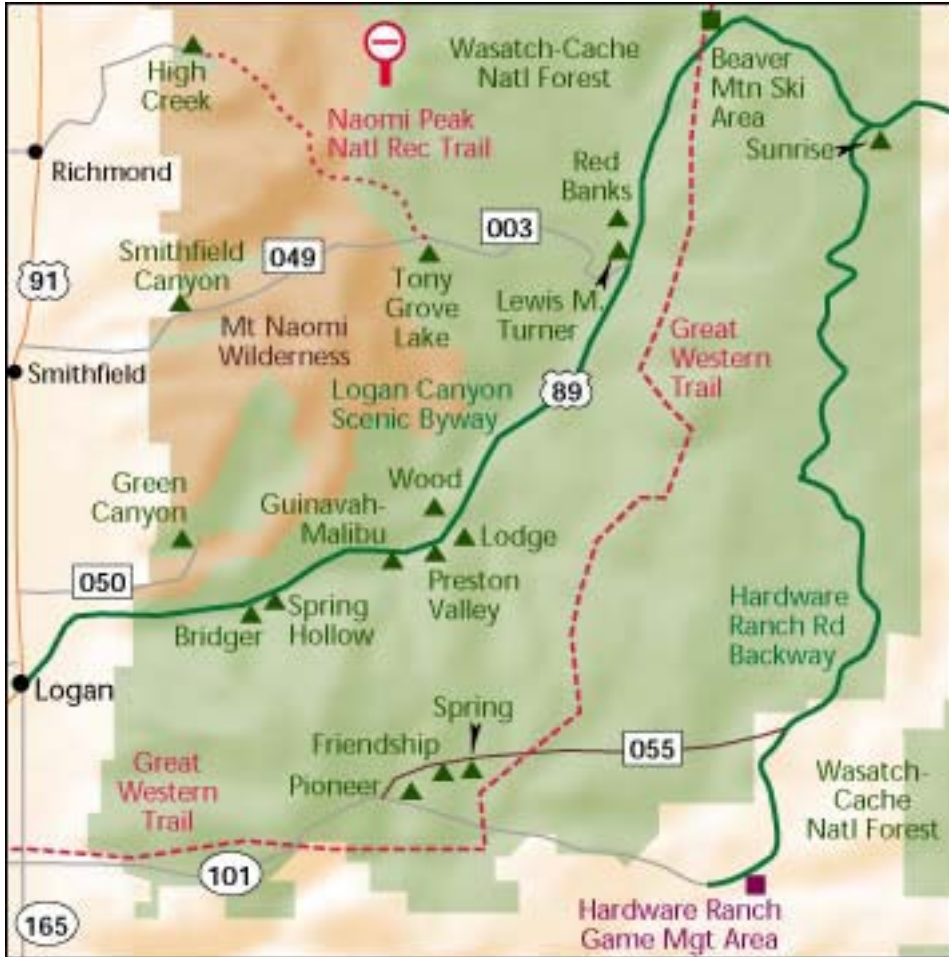 High
Creek
Wasatch-Cache
Natl Forest
Beaver
Mtn Ski
Area
Naomi Peak
Natl Rec Trail
Sunrise
Richmond
Red
Banks
003
Smithfield
Canyon
049
91
Tony
Grove
Lake
Lewis M.
Turner
Mt Naomi
Wilderness
Great
Western
Trail
Smithfield
Logan Canyon
Scenic Byway
89
Green
Canyon
Wood
Guinavah-
Malibu
Lodge
050
Preston
Valley
Spring
Hollow
Bridger
Hardware
Ranch Rd
Backway
Logan
Spring
Friendship
Pioneer
055
Great
Western
Trail
Wasatch-
Cache
Natl Forest
101
165
Hardware Ranch
Game Mgt Area